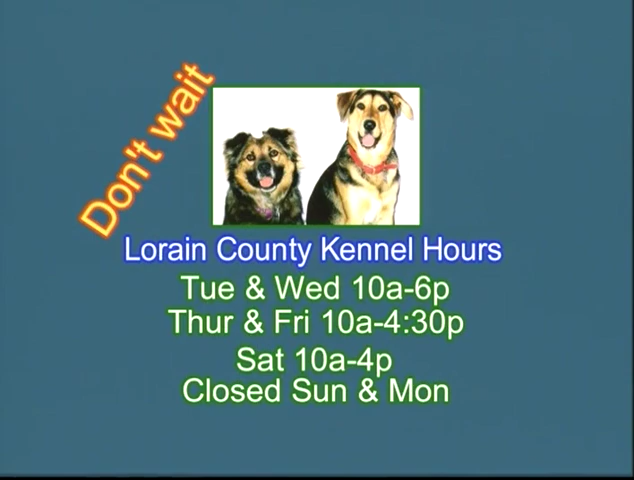 Don't wait
Lorain County Kennel Hours
Tue & Wed 10a-6p
Thur & Fri 10a-4:30p
Sat 10a-4p
Closed Sun & Mon